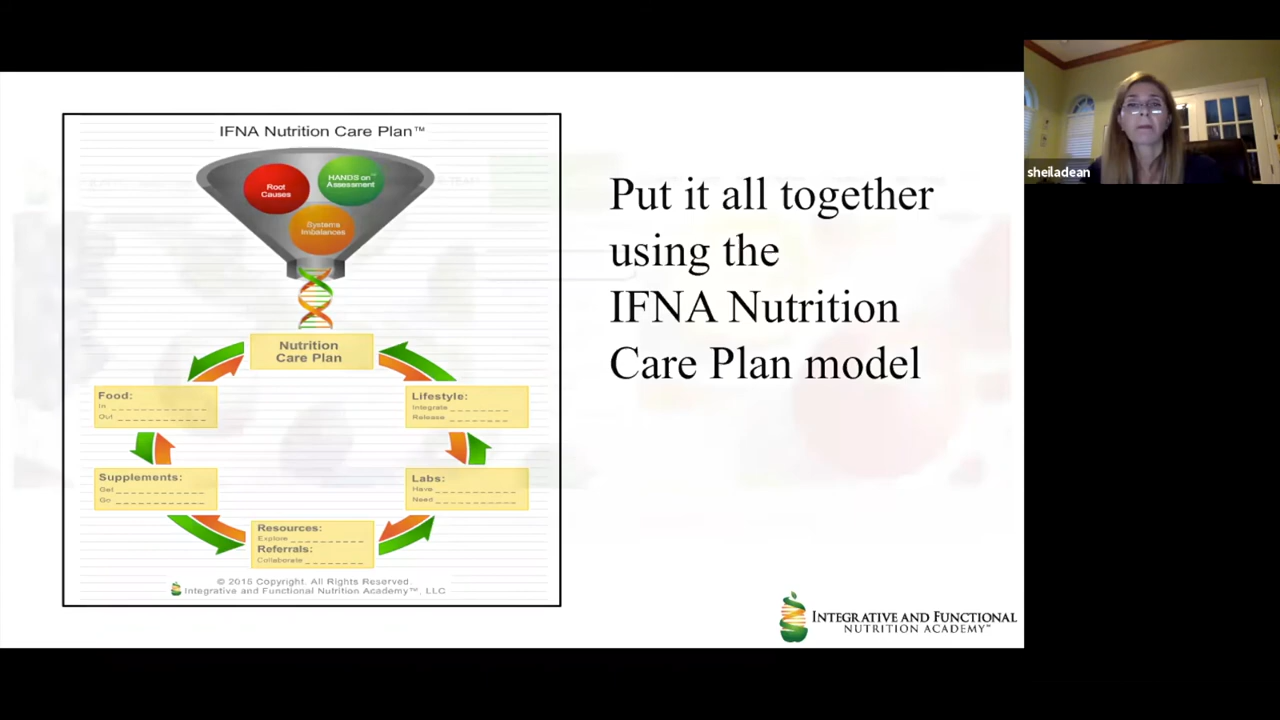 IFNA Nutrition Care Plan™
Root
Causes
HANDS on
Assessment
Systems
Imbalances
Nutrition
Care Plan
Food:
In _ _ _ _ _ _ _ _ _ _ _
Out _ _ _ _ _ _ _ _ _ _
Lifestyle:
Integrate _ _ _ _ _ _ _
Release _ _ _ _ _ _ _
Supplements:
Get _ _ _ _ _ _ _ _ _ _
Go _ _ _ _ _ _ _ _ _ _
Labs:
Have _ _ _ _ _ _ _ _ _
Need _ _ _ _ _ _ _ _ _
Resources:
Explore _ _ _ _ _ _ _ _
Referrals:
Collaborate _ _ _ _ _ _
© 2015 Copyright. All Rights Reserved.
Integrative and Functional Nutrition Academy™, LLC
Put it all together
using the
IFNA Nutrition
Care Plan model
INTEGRATIVE AND FUNCTIONAL
NUTRITION ACADEMY™
sheiladean